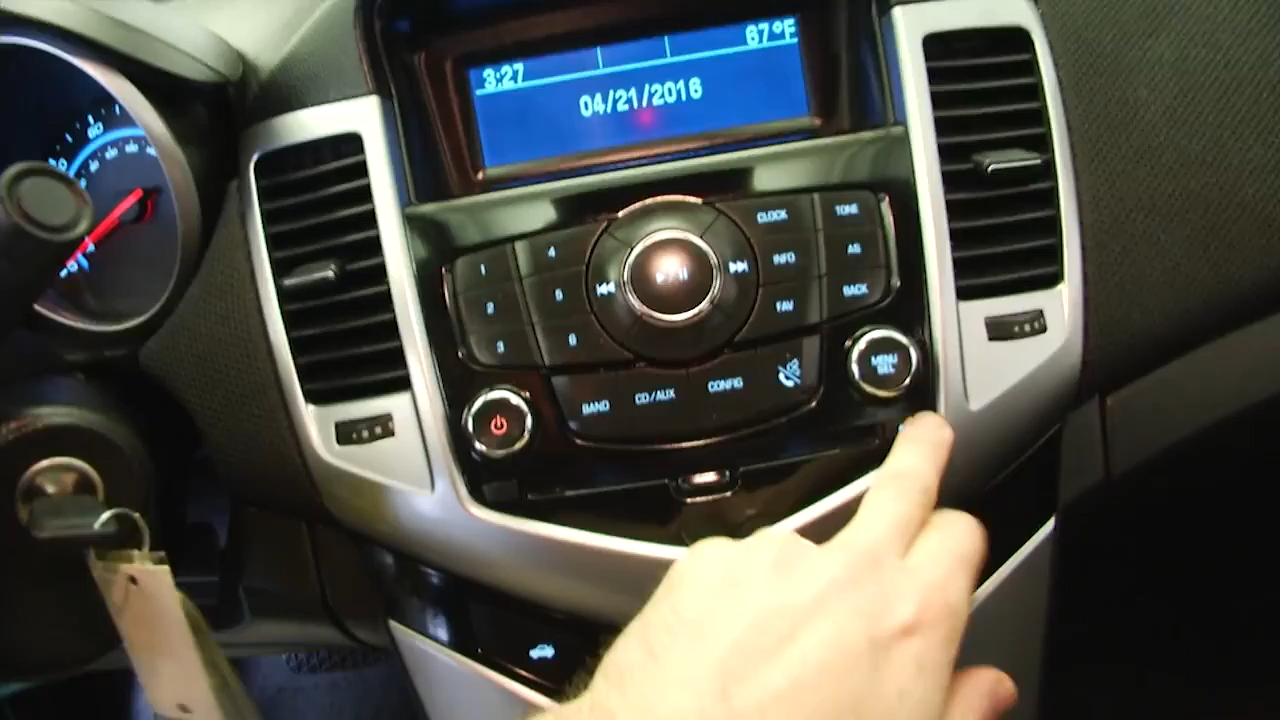 67°F
3:27
04/21/2016
60
1
4
CLOCK
TONE
2
5
INFO
AS
3
6
FAV
BACK
BAND
CD/AUX
CONFIG
MENU
SEL